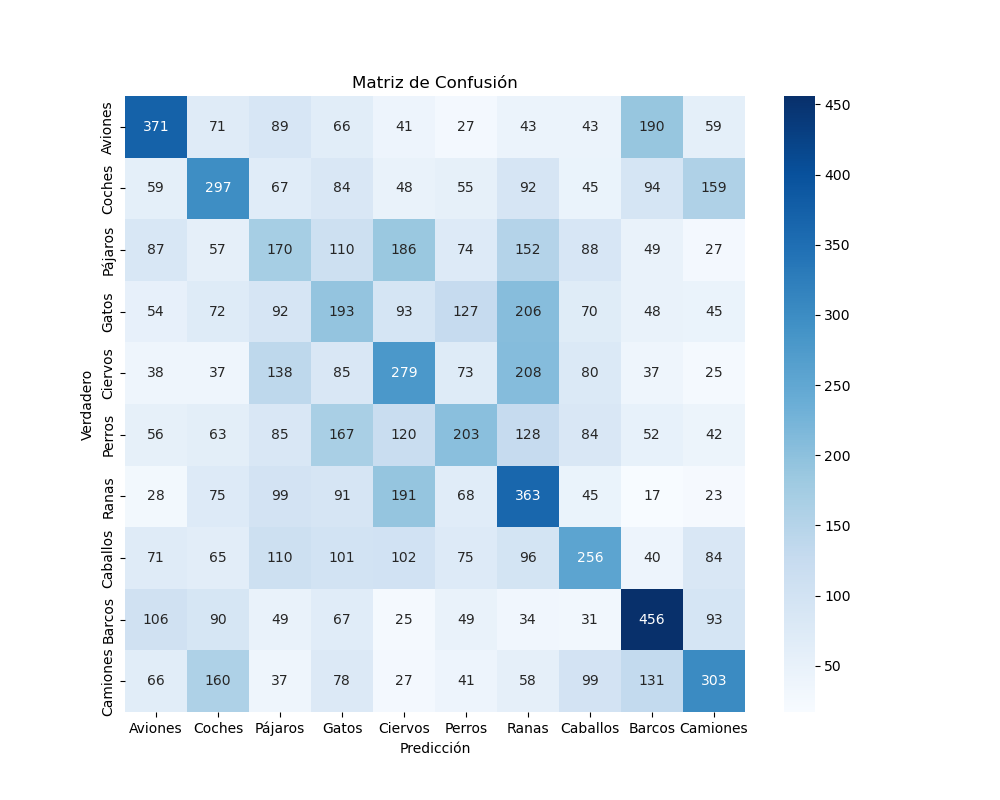 Matriz de Confusión
Aviones 371 71 89 66 41 27 43 43 190 59
Coches 59 297 67 84 48 55 92 45 94 159
Pájaros 87 57 170 110 186 74 152 88 49 27
Gatos 54 72 92 193 93 127 206 70 48 45
Ciervos 38 37 138 85 279 73 208 80 37 25
Perros 56 63 85 167 120 203 128 84 52 42
Ranas 28 75 99 91 191 68 363 45 17 23
Caballos 71 65 110 101 102 75 96 256 40 84
Barcos 106 90 49 67 25 49 34 31 456 93
Camiones 66 160 37 78 27 41 58 99 131 303
Verdadero
Aviones Coches Pájaros Gatos Ciervos Perros Ranas Caballos Barcos Camiones
Predicción
450
400
350
300
250
200
150
100
50